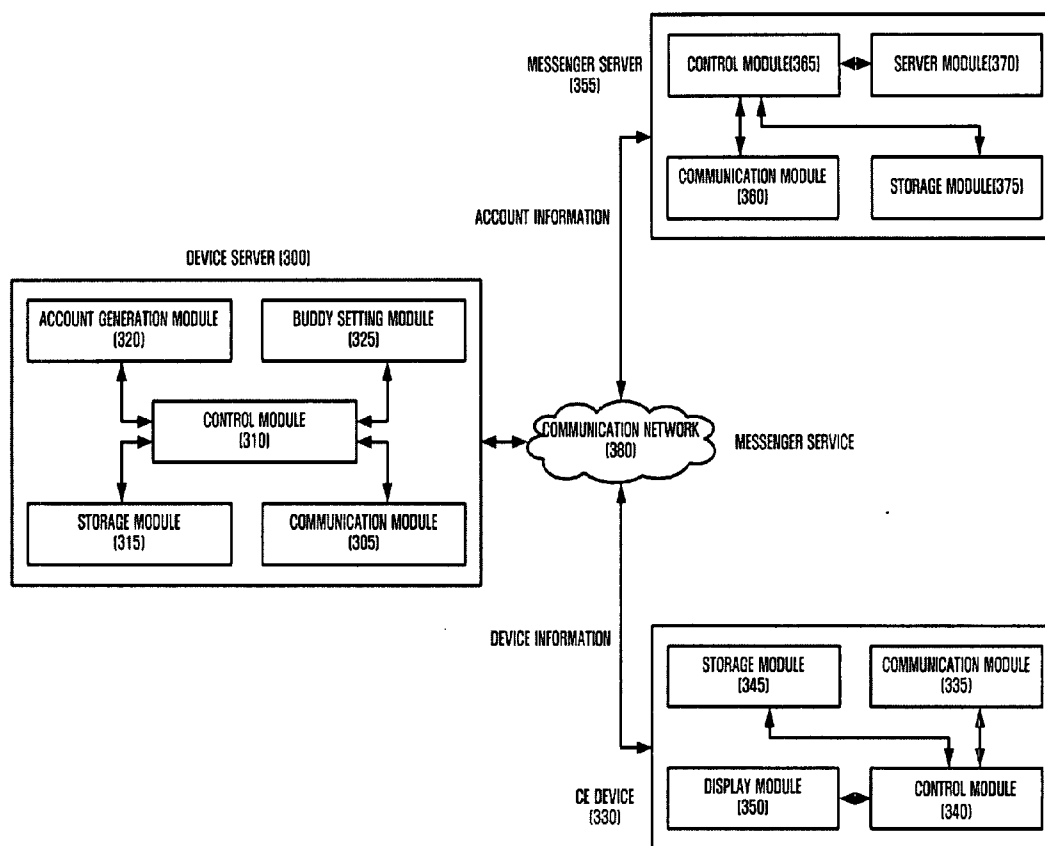 MESSENGER SERVER
(355)
CONTROL MODULE(365)
SERVER MODULE(370)
COMMUNICATION MODULE
(360)
STORAGE MODULE(375)
ACCOUNT INFORMATION
DEVICE SERVER (300)
ACCOUNT GENERATION MODULE
(320)
BUDDY SETTING MODULE
(325)
CONTROL MODULE
(310)
STORAGE MODULE
(315)
COMMUNICATION MODULE
(305)
COMMUNICATION NETWORK
(380)
MESSENGER SERVICE
DEVICE INFORMATION
STORAGE MODULE
(345)
COMMUNICATION MODULE
(335)
DISPLAY MODULE
(350)
CONTROL MODULE
(340)
CE DEVICE
(330)